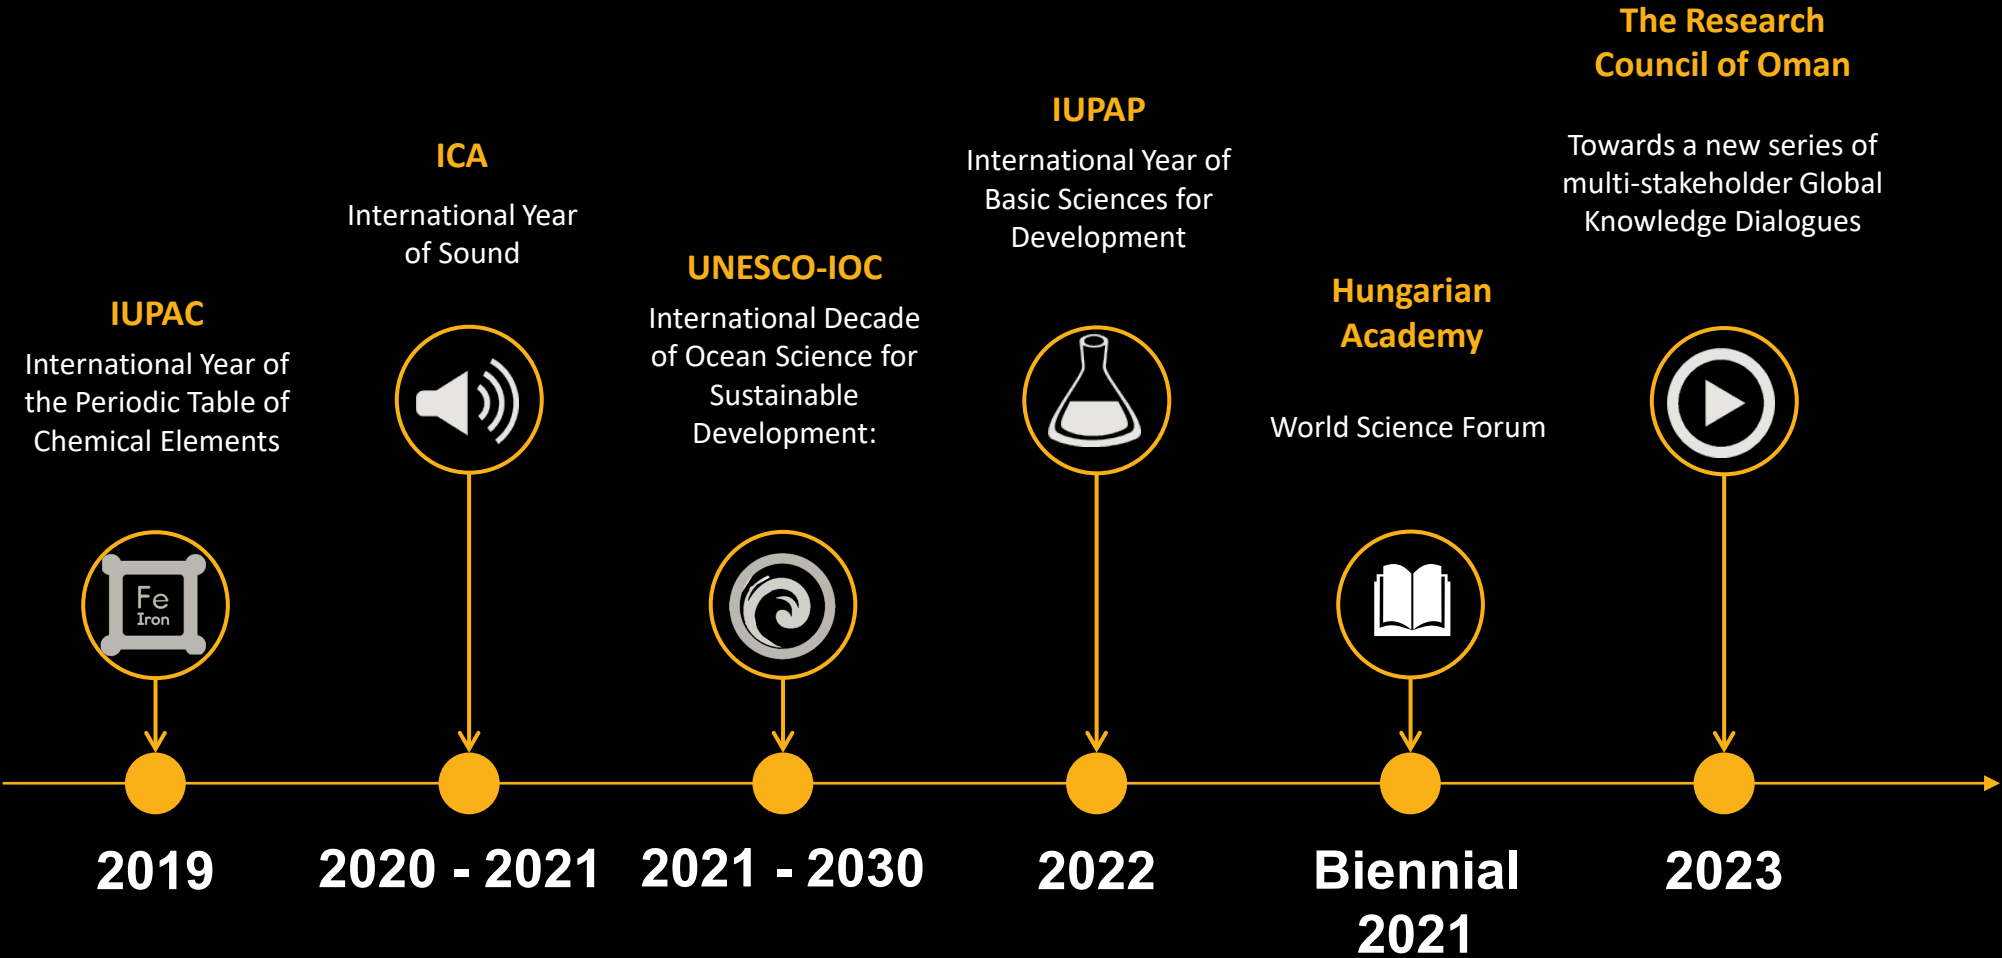 IUPAC
International Year of
the Periodic Table of
Chemical Elements
Fe
Iron
2019
ICA
International Year
of Sound
2020 - 2021
UNESCO-IOC
International Decade
of Ocean Science for
Sustainable
Development:
2021 - 2030
IUPAP
International Year of
Basic Sciences for
Development
2022
Hungarian
Academy
World Science Forum
Biennial
2021
The Research
Council of Oman
Towards a new series of
multi-stakeholder Global
Knowledge Dialogues
2023